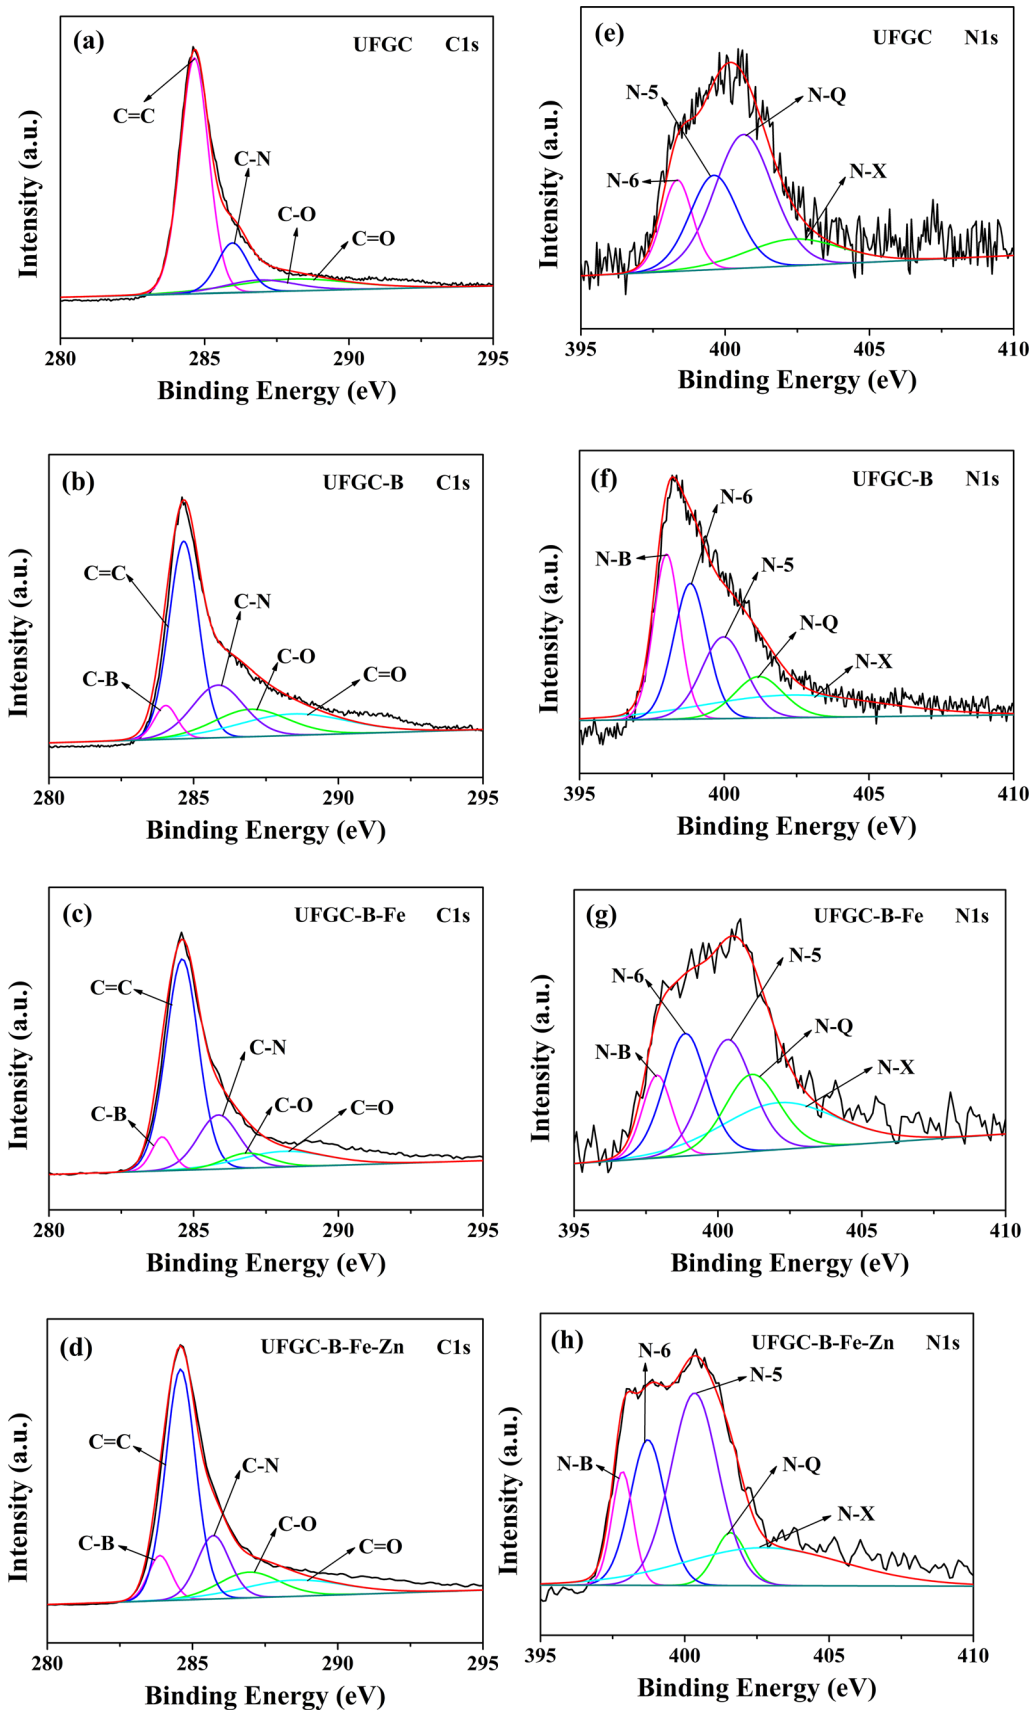 (a) UFGC C1s
C=C
C-N
C-O
C=O
Intensity (a.u.)
280 285 290 295
Binding Energy (eV)
(e) UFGC N1s
N-5
N-Q
N-6
N-X
Intensity (a.u.)
395 400 405 410
Binding Energy (eV)
(b) UFGC-B C1s
C=C
C-N
C-B
C-O
C=O
Intensity (a.u.)
280 285 290 295
Binding Energy (eV)
(f) UFGC-B N1s
N-6
N-B
N-5
N-Q
N-X
Intensity (a.u.)
395 400 405 410
Binding Energy (eV)
(c) UFGC-B-Fe C1s
C=C
C-N
C-B
C-O
C=O
Intensity (a.u.)
280 285 290 295
Binding Energy (eV)
(g) UFGC-B-Fe N1s
N-5
N-6
N-Q
N-B
N-X
Intensity (a.u.)
395 400 405 410
Binding Energy (eV)
(d) UFGC-B-Fe-Zn C1s
C=C
C-N
C-O
C-B
C=O
Intensity (a.u.)
280 285 290 295
Binding Energy (eV)
(h) UFGC-B-Fe-Zn N1s
N-6
N-5
N-B
N-Q
N-X
Intensity (a.u.)
395 400 405 410
Binding Energy (eV)